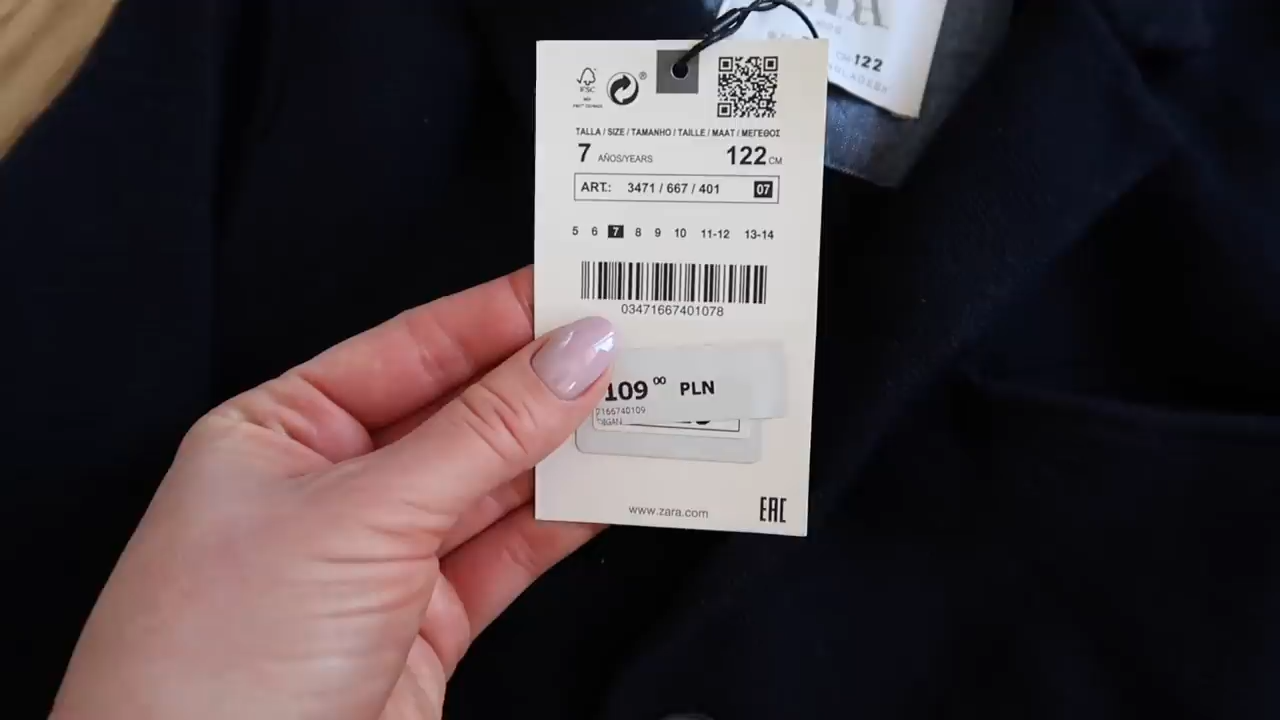 122
FSC
®
TALLA / SIZE / TAMANHO / TAILLE / MAAT / ΜΕΓΕΘΟΣ
7 AÑOS/YEARS 122 CM
ART.: 3471 / 667 / 401 07
5 6 7 8 9 10 11-12 13-14
03471667401078
109 00 PLN
www.zara.com
EAC